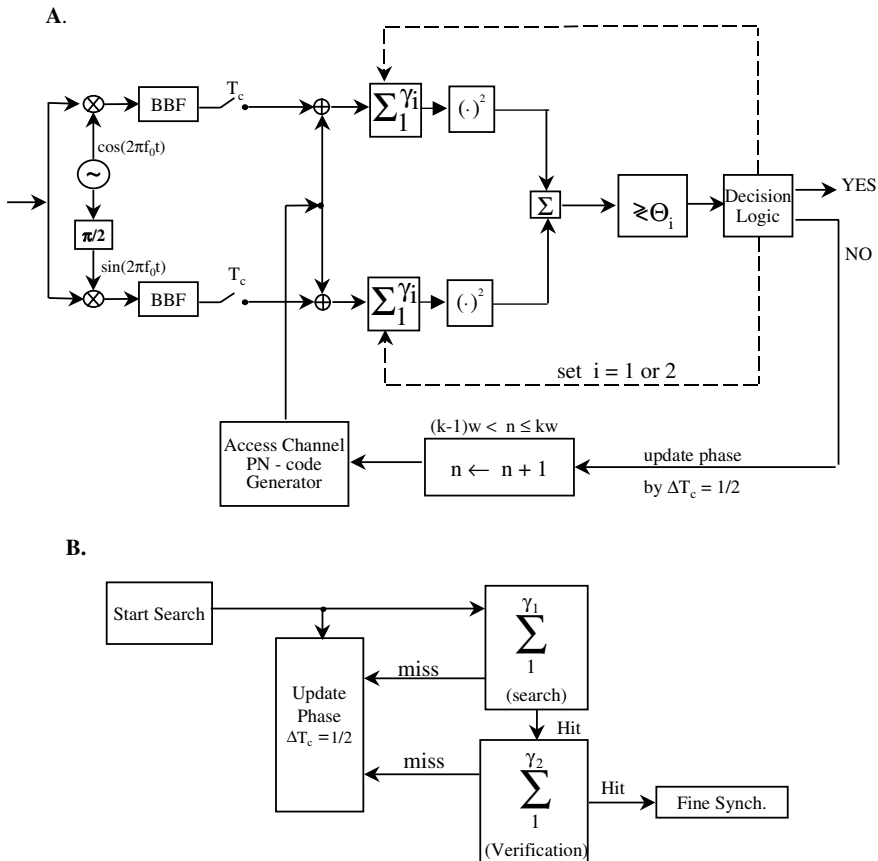 A.
BBF
T_c
Σ_1^{γ_i}
(·)²
cos(2πf₀t)
~
π/2
sin(2πf₀t)
Σ
≷Θ_i
Decision
Logic
YES
NO
BBF
T_c
Σ_1^{γ_i}
(·)²
set i = 1 or 2
Access Channel
PN - code
Generator
(k-1)w < n ≤ kw
n ← n + 1
update phase
by ΔT_c = 1/2
B.
Start Search
Update
Phase
ΔT_c = 1/2
miss
Σ_1^{γ_1}
(search)
Hit
miss
Σ_1^{γ_2}
(Verification)
Hit
Fine Synch.